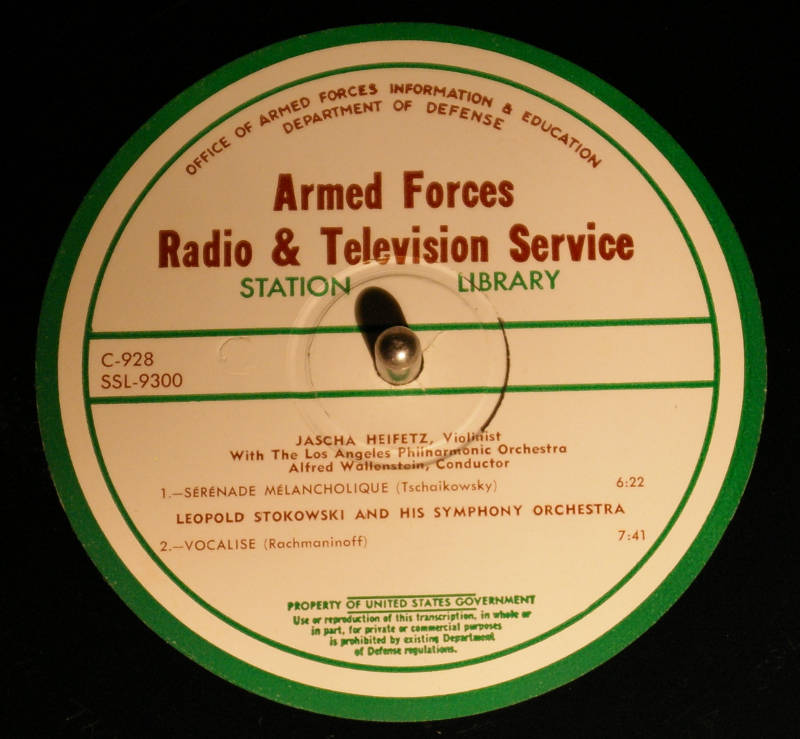 OFFICE OF ARMED FORCES INFORMATION & EDUCATION
DEPARTMENT OF DEFENSE
Armed Forces
Radio & Television Service
STATION LIBRARY
C-928
SSL-9300
JASCHA HEIFETZ, Violinist
With The Los Angeles Philharmonic Orchestra
Alfred Wallenstein, Conductor
1.—SÉRÉNADE MÉLANCHOLIQUE (Tschaikowsky) 6:22
LEOPOLD STOKOWSKI AND HIS SYMPHONY ORCHESTRA
2.—VOCALISE (Rachmaninoff) 7:41
PROPERTY OF UNITED STATES GOVERNMENT
Use or reproduction of this transcription, in whole or
in part, for private or commercial purposes
is prohibited by existing Department
of Defense regulations.